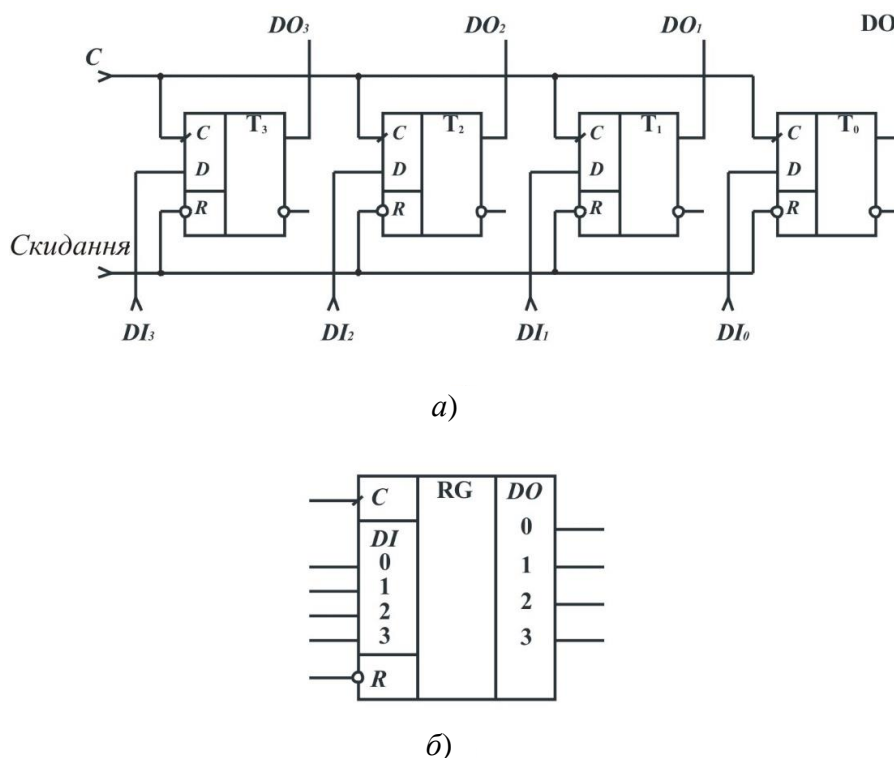 DO₃ DO₂ DO₁ DO
C
T₃ T₂ T₁ T₀
C C C C
D D D D
R R R R
Скидання
DI₃ DI₂ DI₁ DI₀
а)
C RG DO
0
DI
0 1
1
2 2
3 3
R
б)